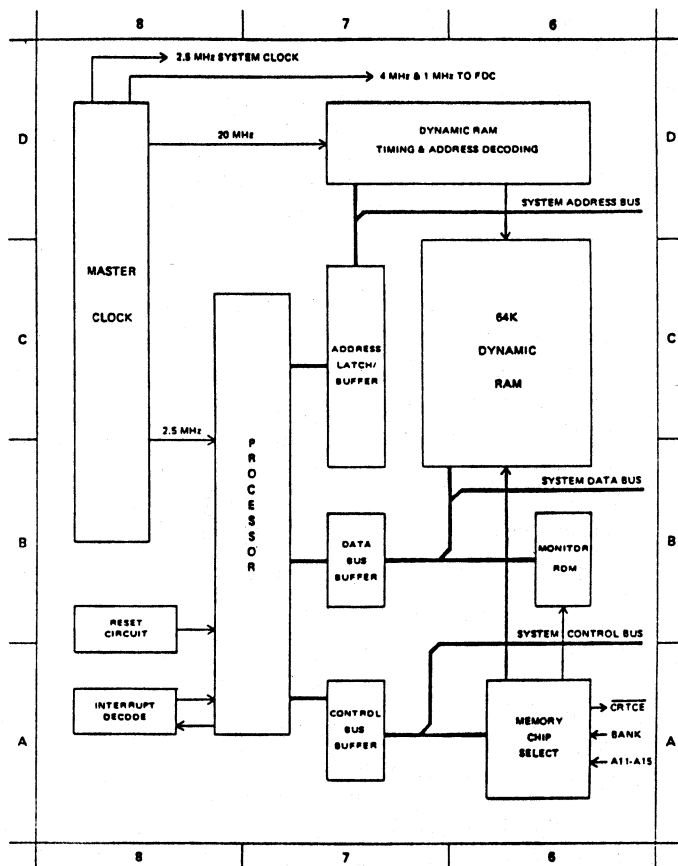 8 7 6
2.5 MHz SYSTEM CLOCK
4 MHz & 1 MHz TO FDC
D D
20 MHz
DYNAMIC RAM
TIMING & ADDRESS DECODING
SYSTEM ADDRESS BUS
MASTER
CLOCK
C C
64K
DYNAMIC
RAM
ADDRESS
LATCH/
BUFFER
2.5 MHz
PROCESSOR
SYSTEM DATA BUS
B B
DATA
BUS
BUFFER
MONITOR
ROM
RESET
CIRCUIT
SYSTEM CONTROL BUS
INTERRUPT
DECODE
CONTROL
BUS
BUFFER
MEMORY
CHIP
SELECT
CRTCE
BANK
A11-A15
A A
8 7 6